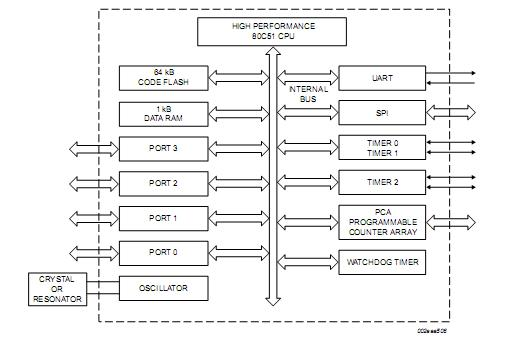 HIGH PERFORMANCE
80C51 CPU
64 kB
CODE FLASH
1 kB
DATA RAM
PORT 3
PORT 2
PORT 1
PORT 0
OSCILLATOR
CRYSTAL
OR
RESONATOR
INTERNAL
BUS
UART
SPI
TIMER 0
TIMER 1
TIMER 2
PCA
PROGRAMMABLE
COUNTER ARRAY
WATCHDOG TIMER